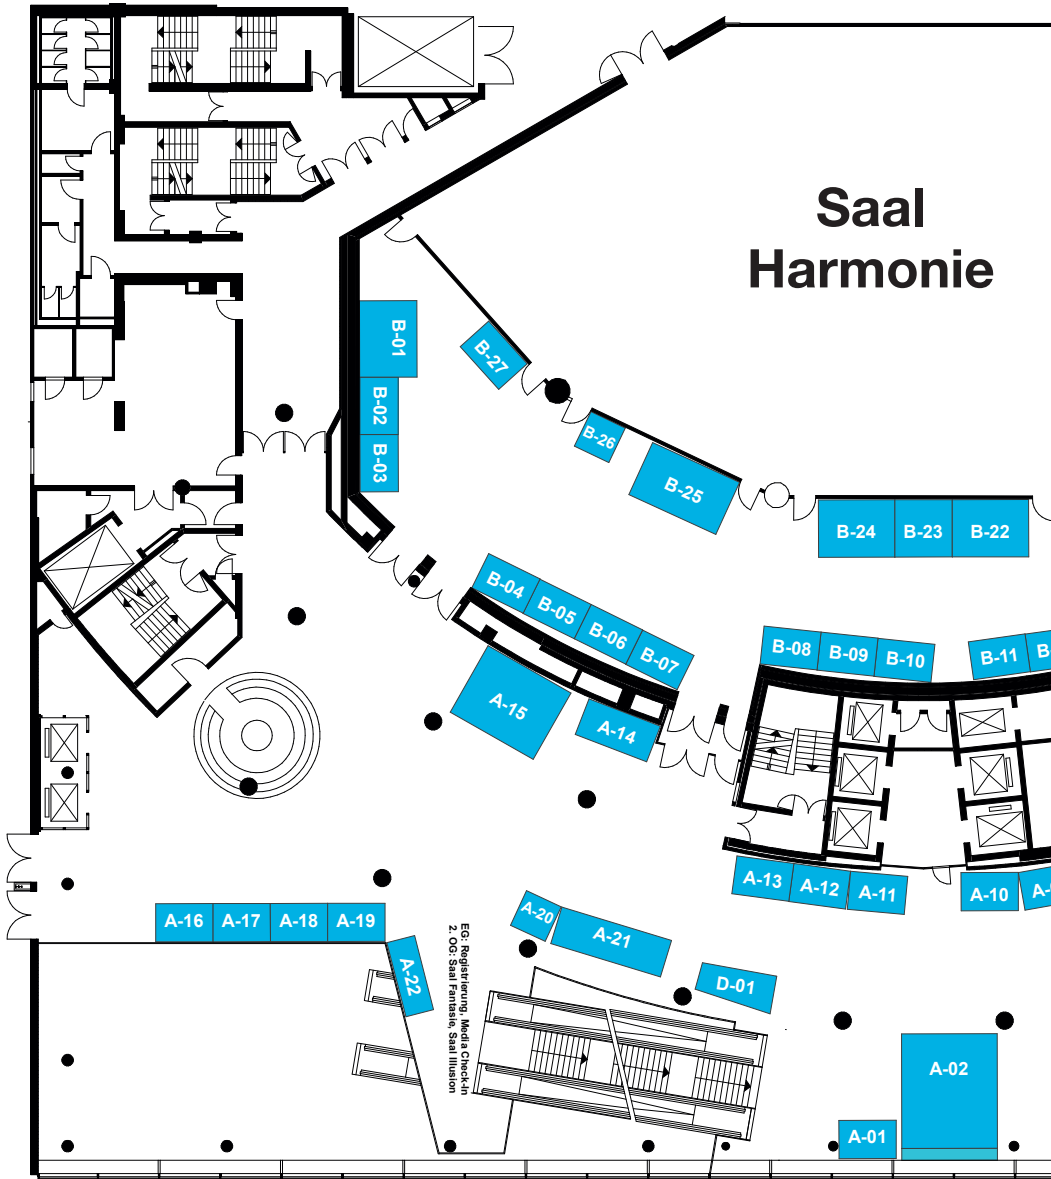 Saal
Harmonie
B-01
B-02
B-03
B-27
B-26
B-25
B-24
B-23
B-22
B-04
B-05
B-06
B-07
B-08
B-09
B-10
B-11
A-15
A-14
A-13
A-12
A-11
A-10
A-16
A-17
A-18
A-19
A-20
A-21
A-22
D-01
EG: Registrierung, Media Check-In
2. OG: Saal Fantasie, Saal Illusion
A-02
A-01